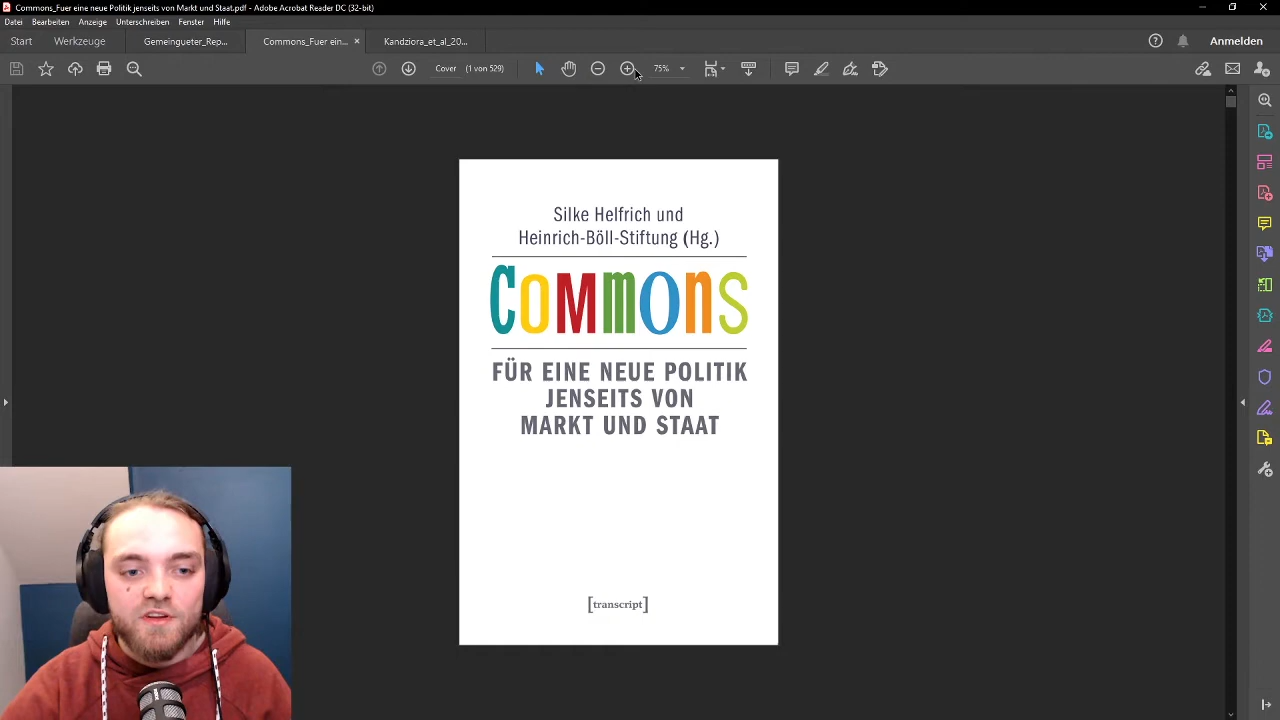 Commons_Fuer eine neue Politik jenseits von Markt und Staat.pdf - Adobe Acrobat Reader DC (32-bit)
Datei Bearbeiten Anzeige Unterschreiben Fenster Hilfe
Start Werkzeuge Gemeingueter_Rep... Commons_Fuer ein... Kandziora_et_al_20... Anmelden
Cover (1 von 529) 75%
Silke Helfrich und
Heinrich-Böll-Stiftung (Hg.)
Commons
FÜR EINE NEUE POLITIK
JENSEITS VON
MARKT UND STAAT
[transcript]